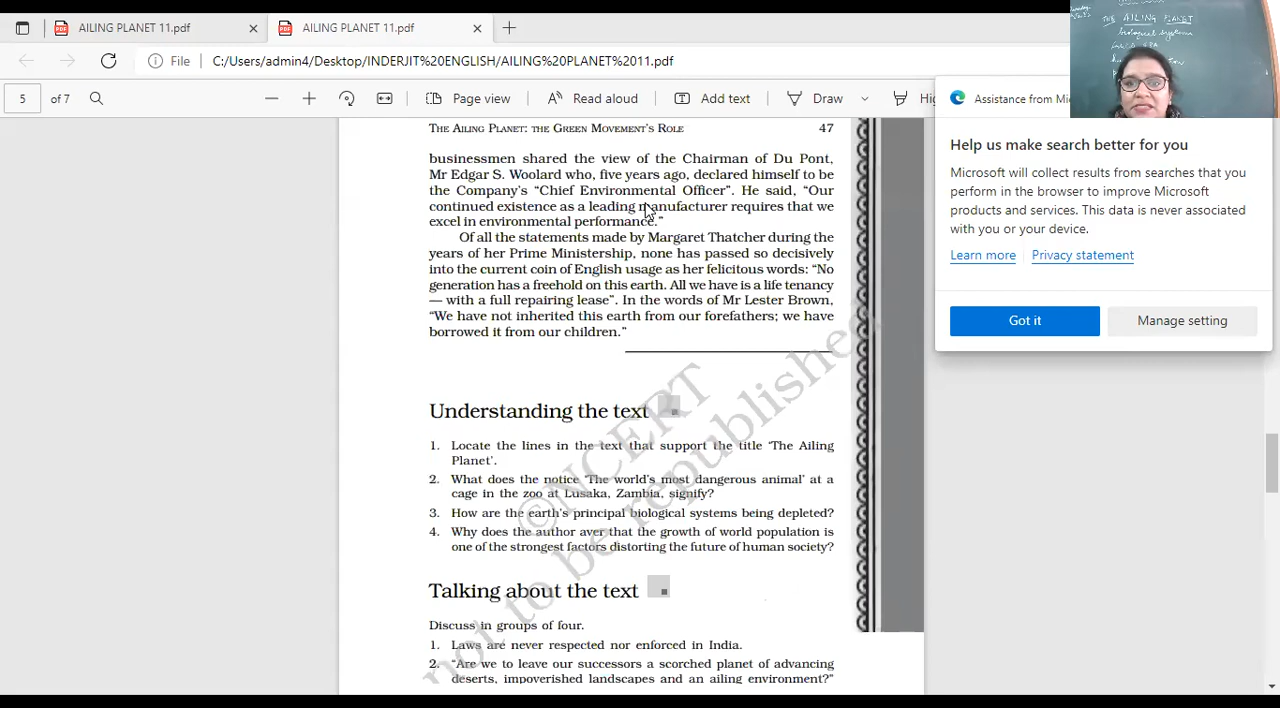 AILING PLANET 11.pdf
AILING PLANET 11.pdf
File
C:/Users/admin4/Desktop/INDERJIT%20ENGLISH/AILING%20PLANET%2011.pdf
5 of 7
Page view
Read aloud
Add text
Draw
THE AILING PLANET: THE GREEN MOVEMENT'S ROLE 47
businessmen shared the view of the Chairman of Du Pont,
Mr Edgar S. Woolard who, five years ago, declared himself to be
the Company's “Chief Environmental Officer”. He said, “Our
continued existence as a leading manufacturer requires that we
excel in environmental performance.”
Of all the statements made by Margaret Thatcher during the
years of her Prime Ministership, none has passed so decisively
into the current coin of English usage as her felicitous words: “No
generation has a freehold on this earth. All we have is a life tenancy
— with a full repairing lease”. In the words of Mr Lester Brown,
“We have not inherited this earth from our forefathers; we have
borrowed it from our children.”
Understanding the text
1. Locate the lines in the text that support the title ‘The Ailing
Planet’.
2. What does the notice ‘The world’s most dangerous animal’ at a
cage in the zoo at Lusaka, Zambia, signify?
3. How are the earth’s principal biological systems being depleted?
4. Why does the author aver that the growth of world population is
one of the strongest factors distorting the future of human society?
Talking about the text
Discuss in groups of four.
1. Laws are never respected nor enforced in India.
2. “Are we to leave our successors a scorched planet of advancing
deserts, impoverished landscapes and an ailing environment?”
©NCERT
not to be republished
THE AILING PLANET
biological systems
Assistance from
Help us make search better for you
Microsoft will collect results from searches that you
perform in the browser to improve Microsoft
products and services. This data is never associated
with you or your device.
Learn more
Privacy statement
Got it
Manage setting